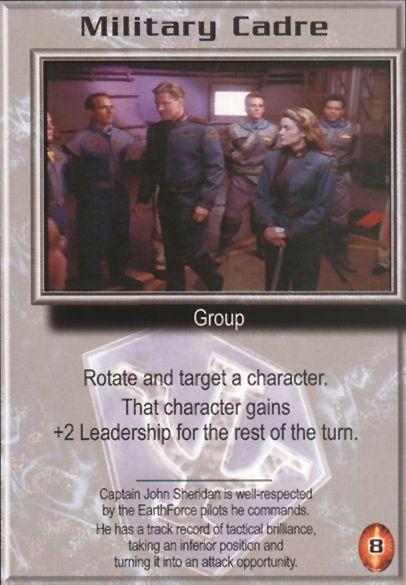 Military Cadre
Group
Rotate and target a character.
That character gains
+2 Leadership for the rest of the turn.
Captain John Sheridan is well-respected
by the EarthForce pilots he commands.
He has a track record of tactical brilliance,
taking an inferior position and
turning it into an attack opportunity.
8